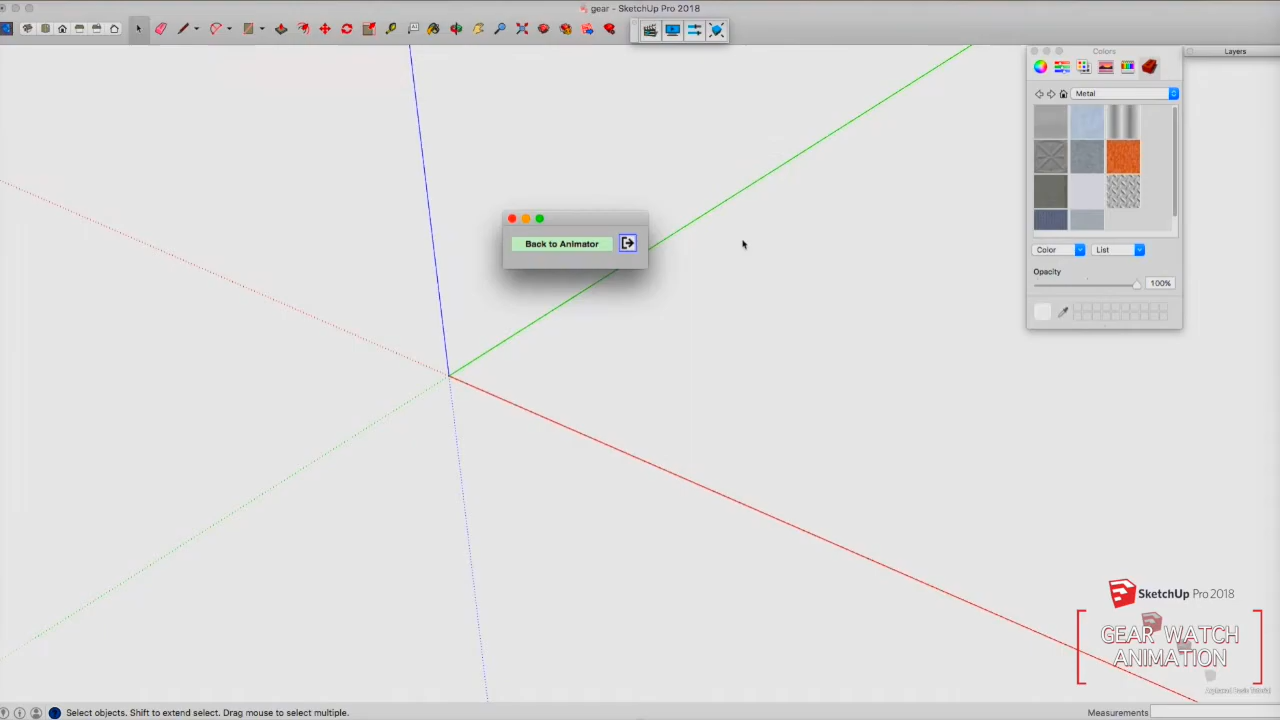 gear - SketchUp Pro 2018
Colors
Layers
Metal
Back to Animator
Color
List
Opacity
100%
SketchUp Pro 2018
GEAR WATCH
ANIMATION
Select objects. Shift to extend select. Drag mouse to select multiple.
Measurements